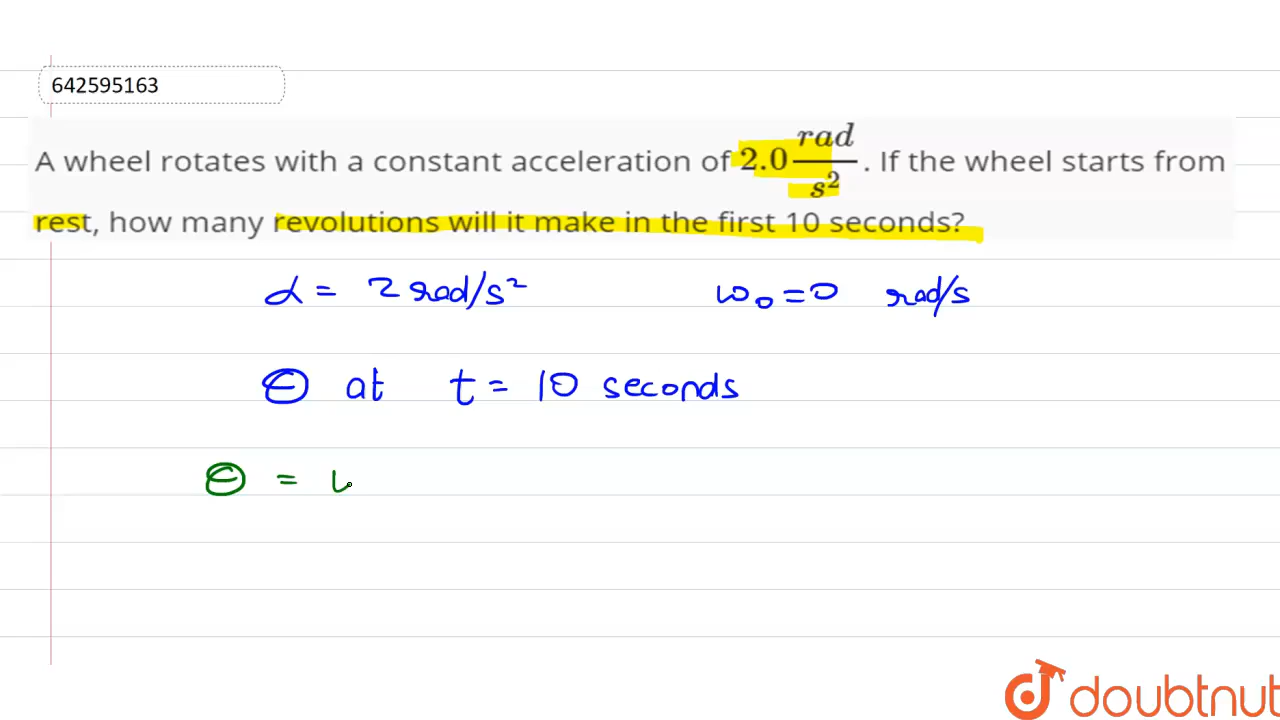 642595163
A wheel rotates with a constant acceleration of 2.0 rad/s². If the wheel starts from
rest, how many revolutions will it make in the first 10 seconds?
α = 2 rad/s² ω₀ = 0 rad/s
θ at t = 10 seconds
θ =
doubtnut